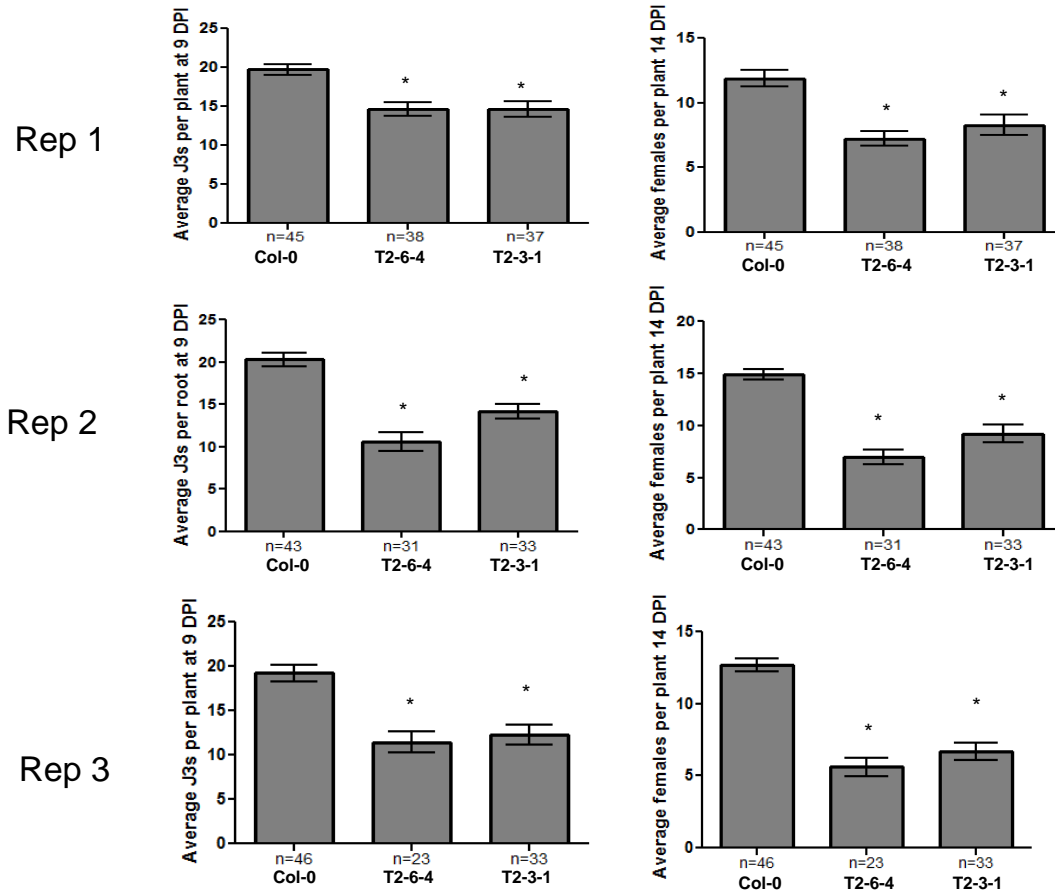 Rep 1
Average J3s per plant at 9 DPI
25
20
15
10
5
0
*
*
n=45
n=38
n=37
Col-0
T2-6-4
T2-3-1
Average females per plant 14 DPI
15
10
5
0
*
*
n=45
n=38
n=37
Col-0
T2-6-4
T2-3-1
Rep 2
Average J3s per root at 9 DPI
25
20
15
10
5
0
*
*
n=43
n=31
n=33
Col-0
T2-6-4
T2-3-1
Average females per plant 14 DPI
20
15
10
5
0
*
*
n=43
n=31
n=33
Col-0
T2-6-4
T2-3-1
Rep 3
Average J3s per plant at 9 DPI
25
20
15
10
5
0
*
*
n=46
n=23
n=33
Col-0
T2-6-4
T2-3-1
Average females per plant 14 DPI
15
10
5
0
*
*
n=46
n=23
n=33
Col-0
T2-6-4
T2-3-1